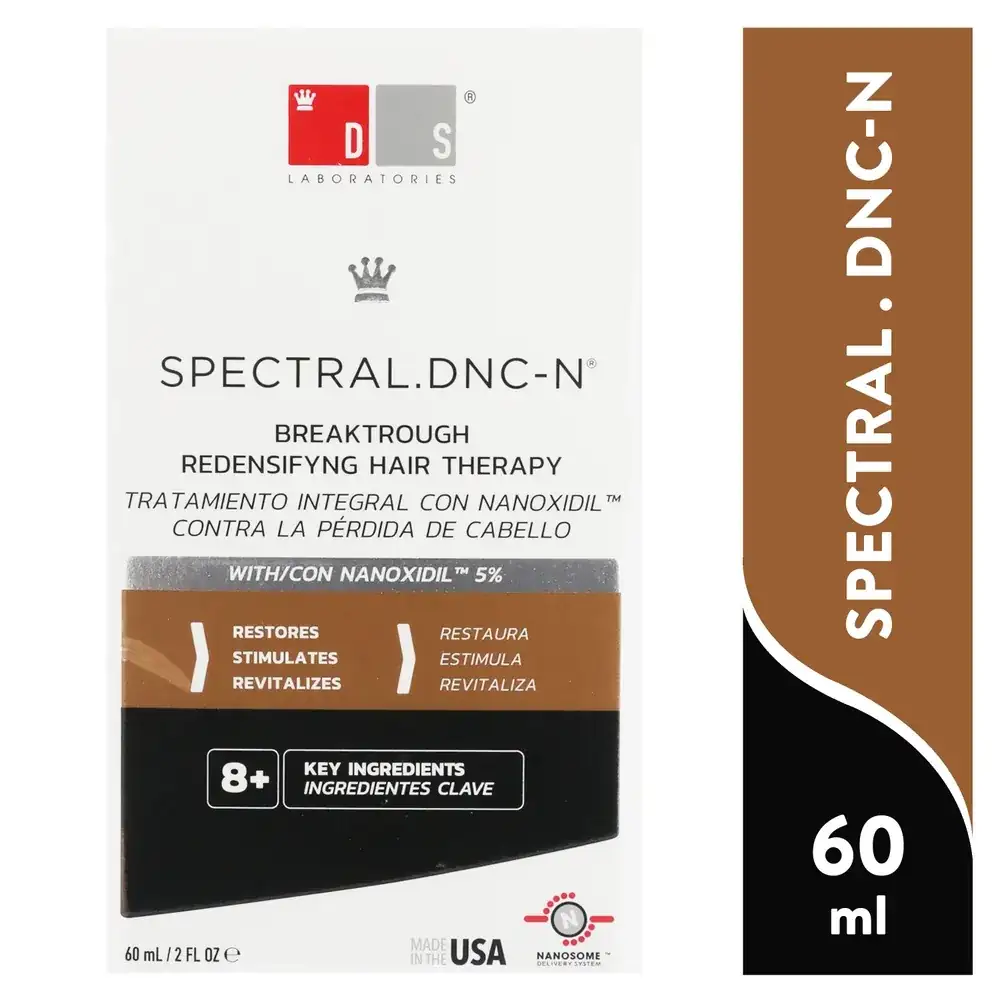 D S ®
LABORATORIES
SPECTRAL.DNC-N®
BREAKTROUGH
REDENSIFYNG HAIR THERAPY
TRATAMIENTO INTEGRAL CON NANOXIDIL™
CONTRA LA PÉRDIDA DE CABELLO
WITH/CON NANOXIDIL™ 5%
RESTORES
STIMULATES
REVITALIZES
RESTAURA
ESTIMULA
REVITALIZA
8+
KEY INGREDIENTS
INGREDIENTES CLAVE
60 mL / 2 FL OZ ℮
MADE
IN THE
USA
N
NANOSOME™
DELIVERY SYSTEM
SPECTRAL . DNC-N
60
ml